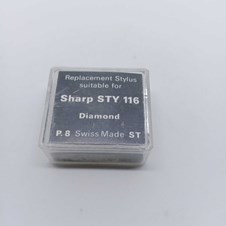 Replacement Stylus
suitable for
Sharp STY 116
Diamond
P.8 Swiss Made ST